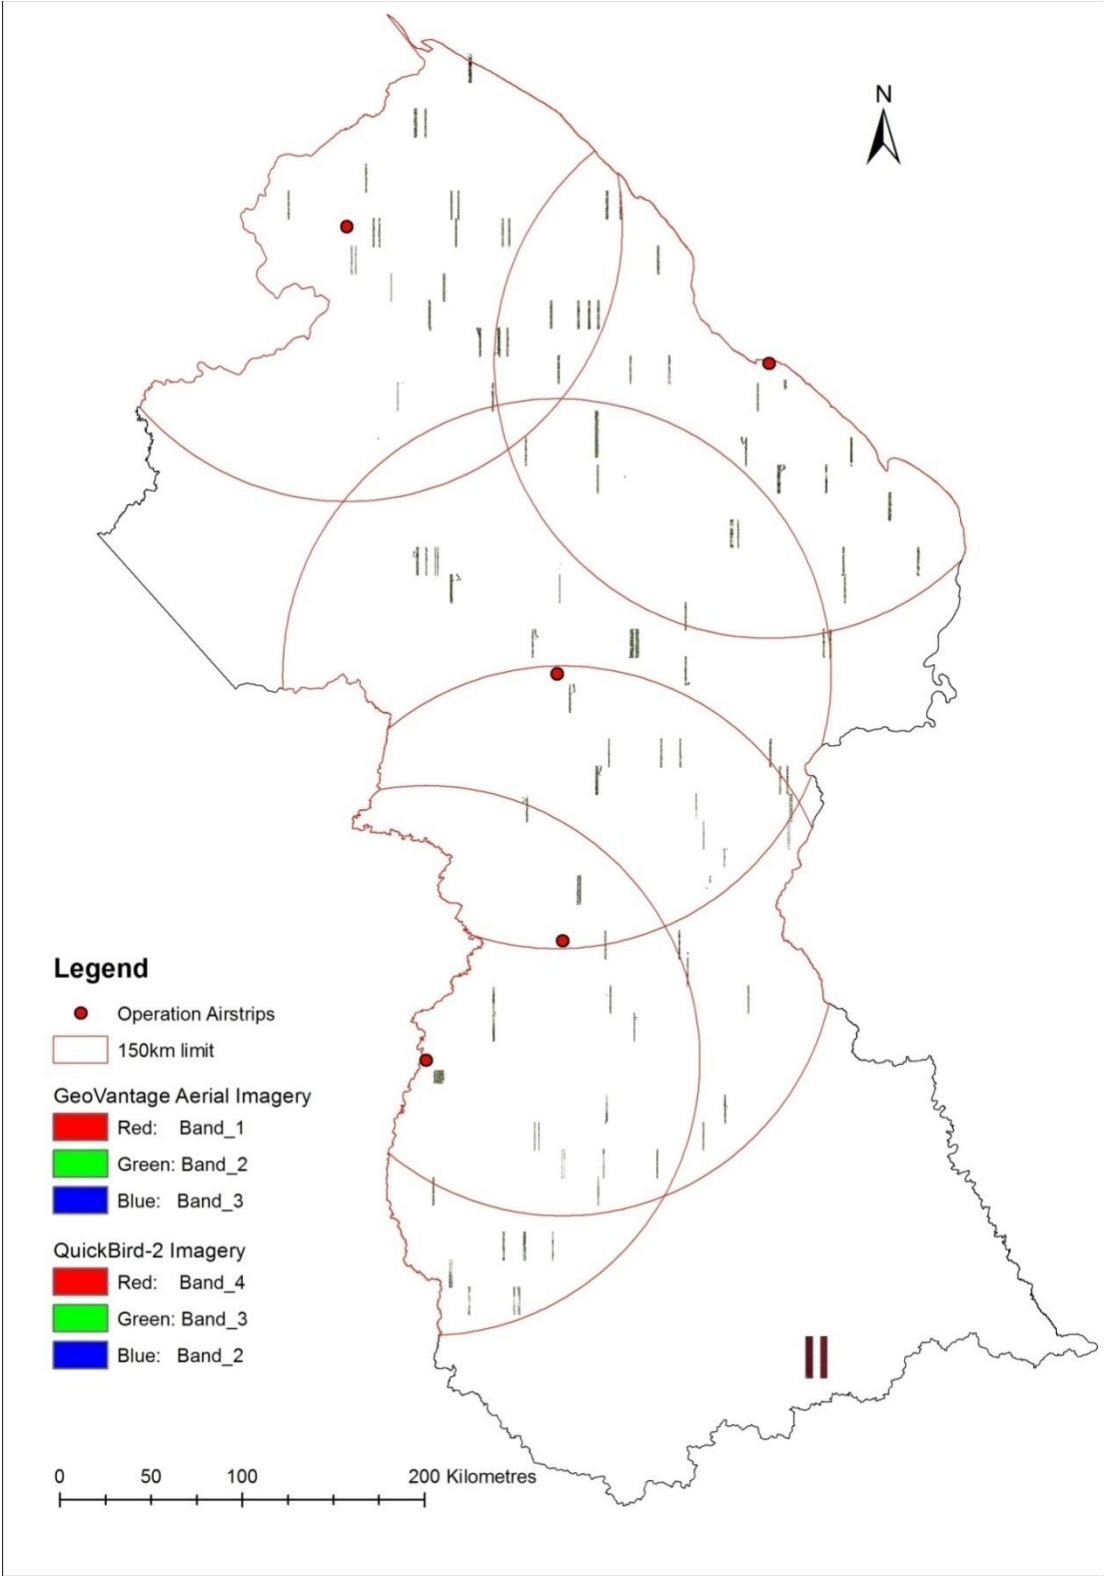 N
Legend
Operation Airstrips
150km limit
GeoVantage Aerial Imagery
Red: Band_1
Green: Band_2
Blue: Band_3
QuickBird-2 Imagery
Red: Band_4
Green: Band_3
Blue: Band_2
0 50 100 200 Kilometres